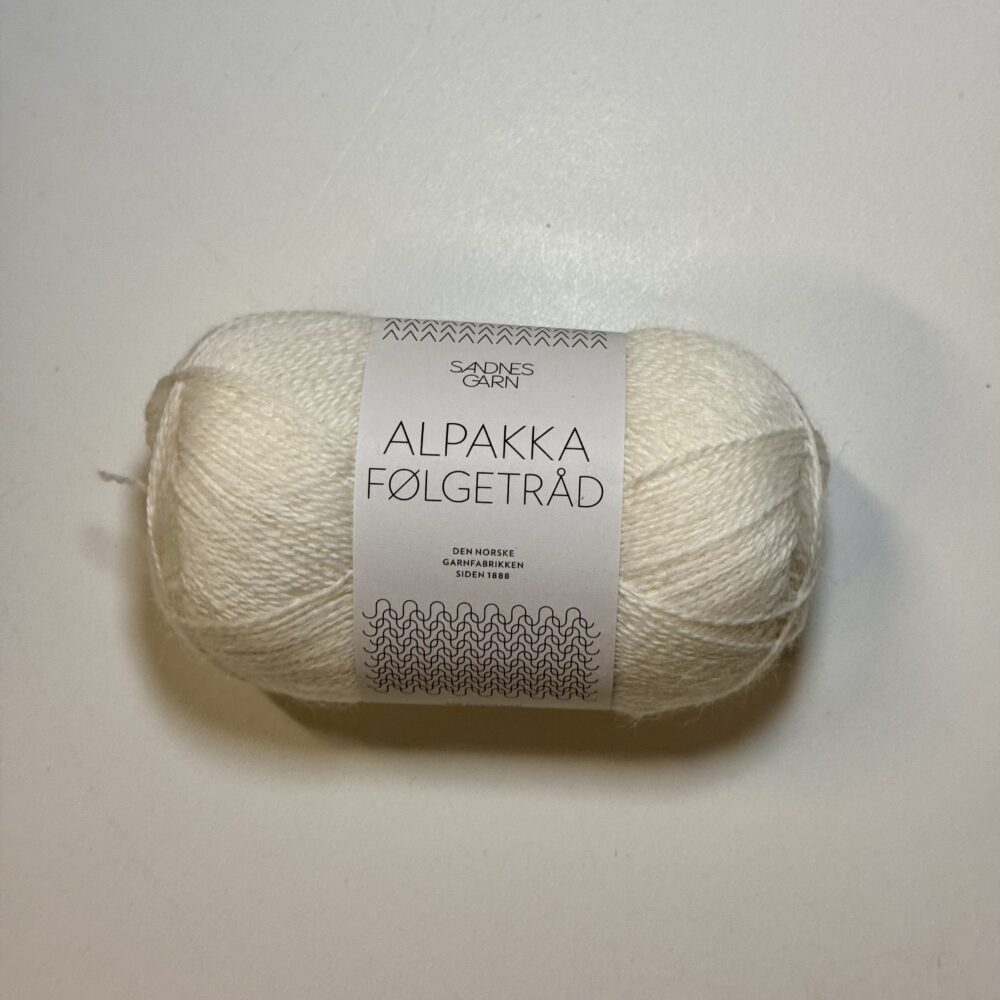 SANDNES
GARN
ALPAKKA
FØLGETRÅD
DEN NORSKE
GARNFABRIKKEN
SIDEN 1888